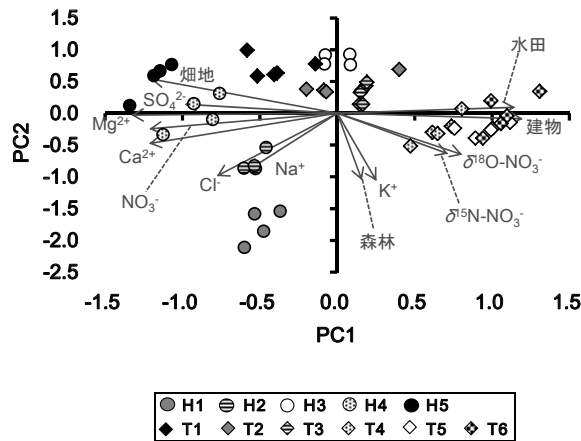 1.5
1.0
0.5
0.0
-0.5
-1.0
-1.5
-2.0
-2.5
PC2
-1.5 -1.0 -0.5 0.0 0.5 1.0 1.5
PC1
水田
畑地
SO₄²⁻
Mg²⁺
Ca²⁺
NO₃⁻
Cl⁻
Na⁺
K⁺
森林
建物
δ¹⁸O-NO₃⁻
δ¹⁵N-NO₃⁻
H1 H2 H3 H4 H5
T1 T2 T3 T4 T5 T6